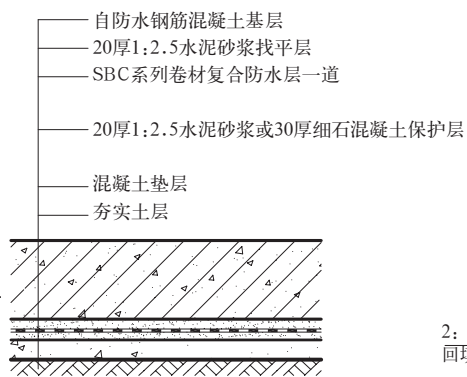 自防水钢筋混凝土基层
20厚1:2.5水泥砂浆找平层
SBC系列卷材复合防水层一道
20厚1:2.5水泥砂浆或30厚细石混凝土保护层
混凝土垫层
夯实土层
2:
回